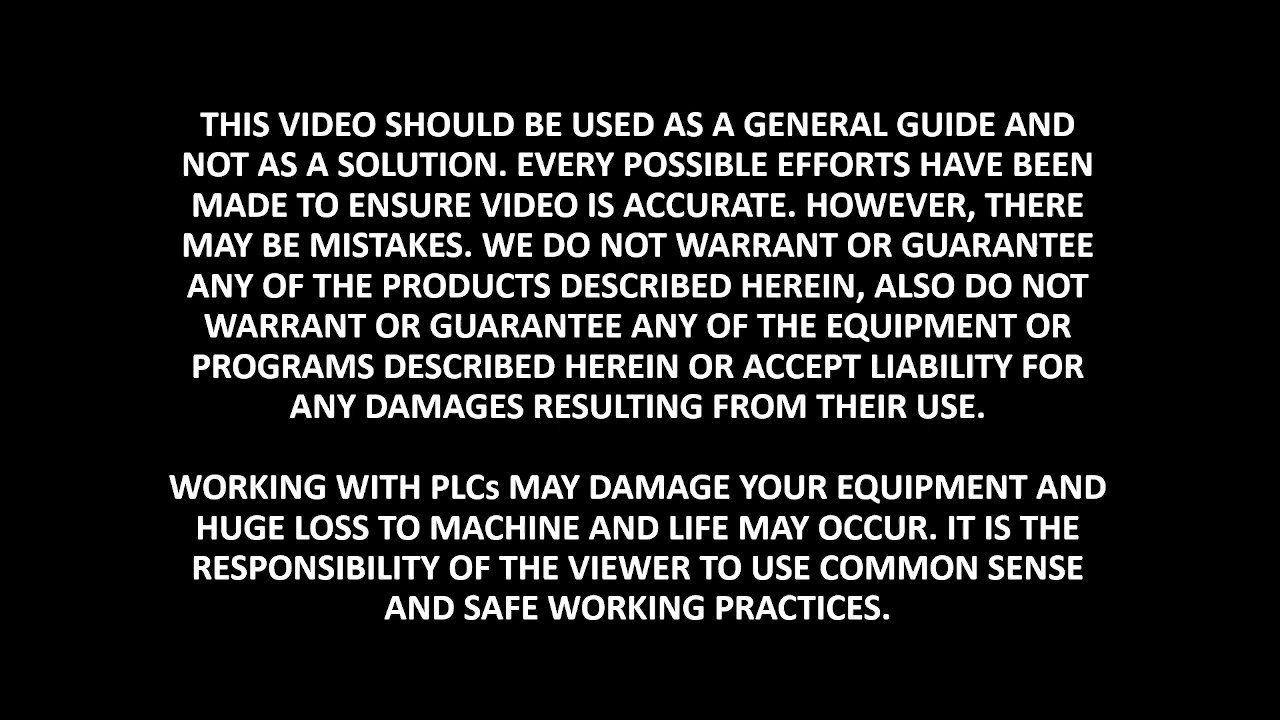 THIS VIDEO SHOULD BE USED AS A GENERAL GUIDE AND
NOT AS A SOLUTION. EVERY POSSIBLE EFFORTS HAVE BEEN
MADE TO ENSURE VIDEO IS ACCURATE. HOWEVER, THERE
MAY BE MISTAKES. WE DO NOT WARRANT OR GUARANTEE
ANY OF THE PRODUCTS DESCRIBED HEREIN, ALSO DO NOT
WARRANT OR GUARANTEE ANY OF THE EQUIPMENT OR
PROGRAMS DESCRIBED HEREIN OR ACCEPT LIABILITY FOR
ANY DAMAGES RESULTING FROM THEIR USE.
WORKING WITH PLCs MAY DAMAGE YOUR EQUIPMENT AND
HUGE LOSS TO MACHINE AND LIFE MAY OCCUR. IT IS THE
RESPONSIBILITY OF THE VIEWER TO USE COMMON SENSE
AND SAFE WORKING PRACTICES.